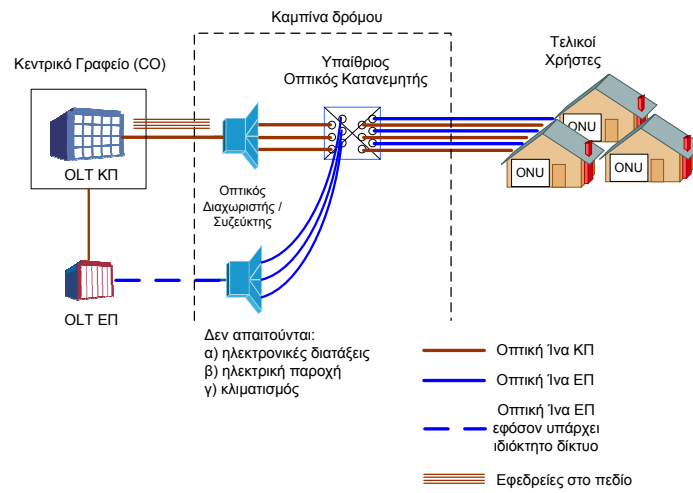 Καμπίνα δρόμου
Κεντρικό Γραφείο (CO)
Υπαίθριος
Οπτικός Κατανεμητής
Τελικοί
Χρήστες
OLT ΚΠ
Οπτικός
Διαχωριστής /
Συζεύκτης
ONU
ONU
ONU
OLT ΕΠ
Δεν απαιτούνται:
α) ηλεκτρονικές διατάξεις
β) ηλεκτρική παροχή
γ) κλιματισμός
Οπτική Ίνα ΚΠ
Οπτική Ίνα ΕΠ
Οπτική Ίνα ΕΠ
εφόσον υπάρχει
ιδιόκτητο δίκτυο
Εφεδρείες στο πεδίο